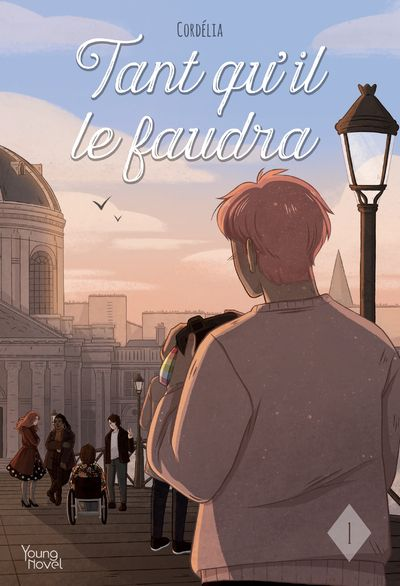 CORDÉLIA
Tant qu'il
le faudra
1
Young
Novel